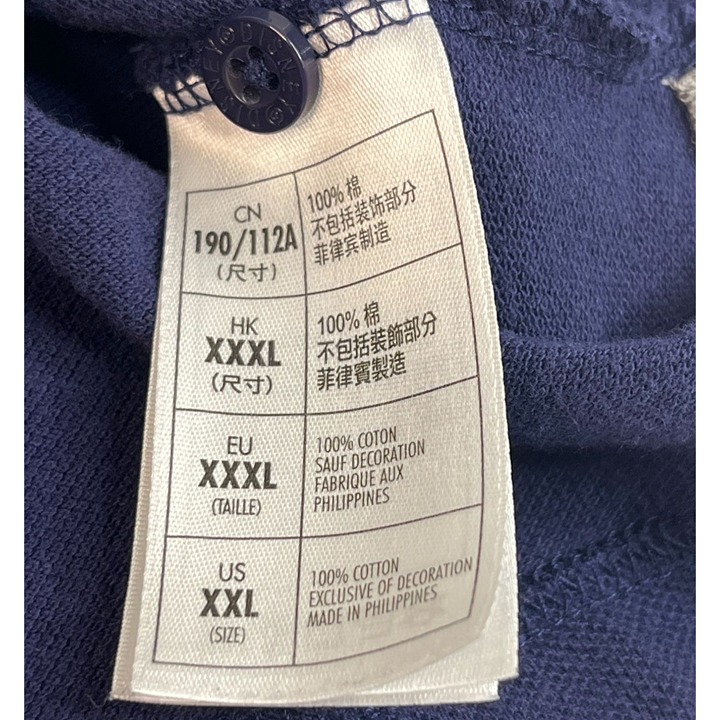 DISNEY® DISNEY®
CN
190/112A
(尺寸)
100% 棉
不包括装饰部分
菲律宾制造
HK
XXXL
(尺寸)
100% 棉
不包括裝飾部分
菲律賓製造
EU
XXXL
(TAILLE)
100% COTON
SAUF DECORATION
FABRIQUE AUX
PHILIPPINES
US
XXL
(SIZE)
100% COTTON
EXCLUSIVE OF DECORATION
MADE IN PHILIPPINES